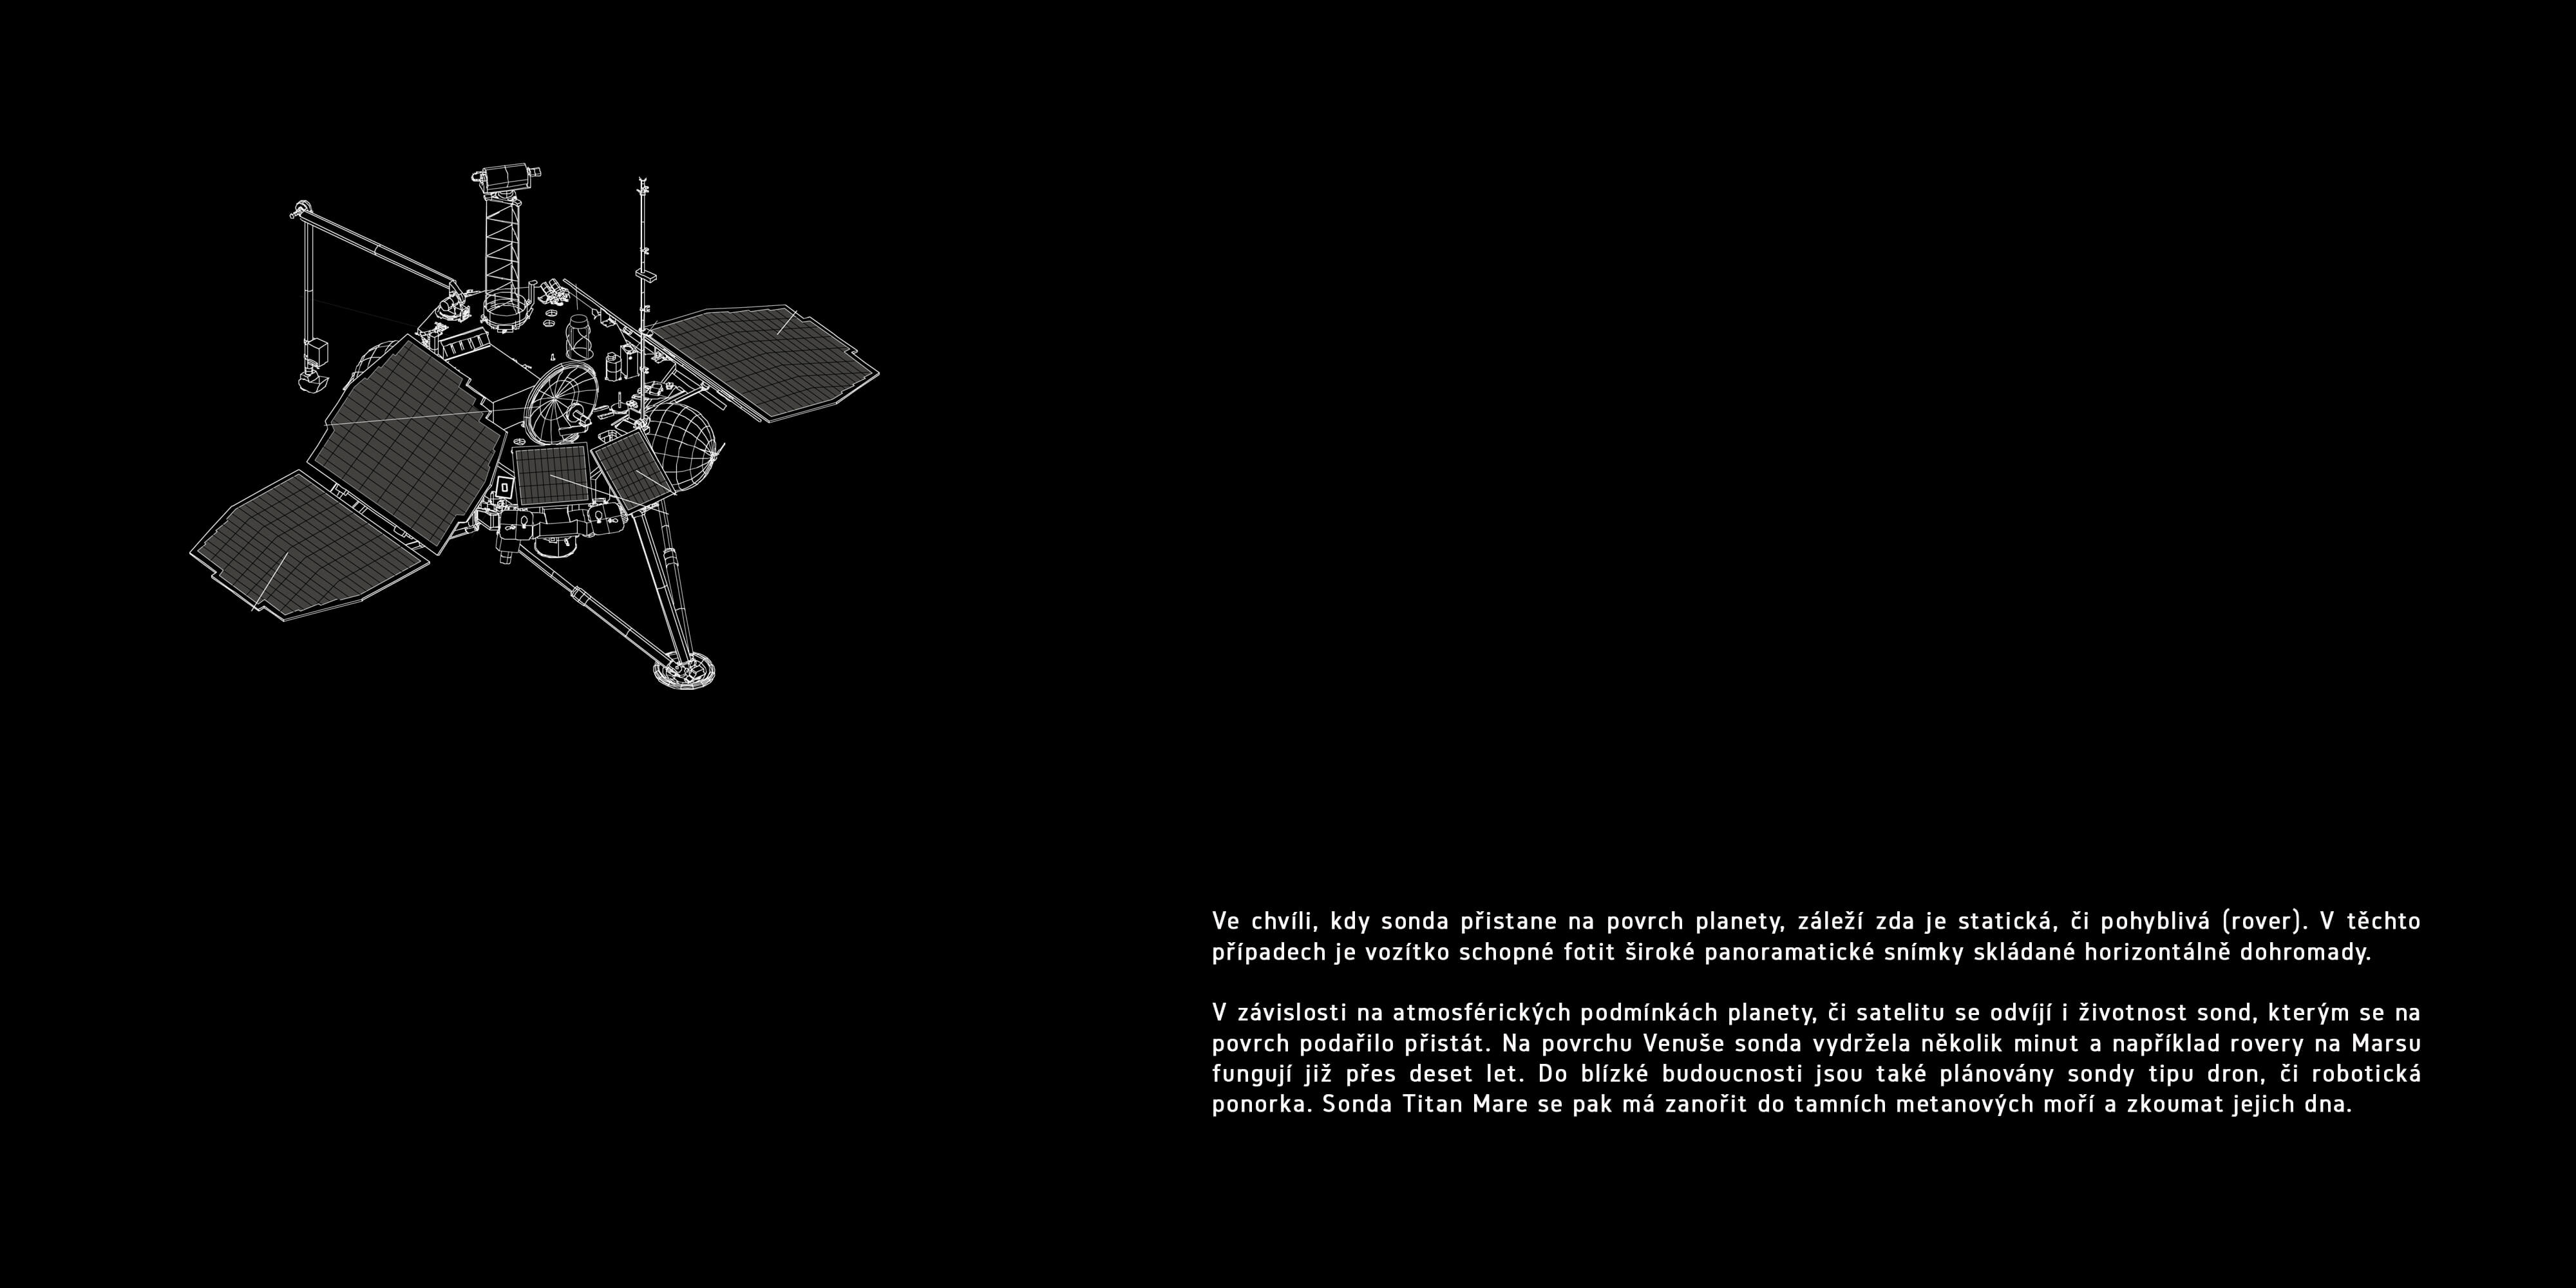 Ve chvíli, kdy sonda přistane na povrch planety, záleží zda je statická, či pohyblivá (rover). V těchto
případech je vozítko schopné fotit široké panoramatické snímky skládané horizontálně dohromady.
V závislosti na atmosférických podmínkách planety, či satelitu se odvíjí i životnost sond, kterým se na
povrch podařilo přistát. Na povrchu Venuše sonda vydržela několik minut a například rovery na Marsu
fungují již přes deset let. Do blízké budoucnosti jsou také plánovány sondy tipu dron, či robotická
ponorka. Sonda Titan Mare se pak má zanořit do tamních metanových moří a zkoumat jejich dna.